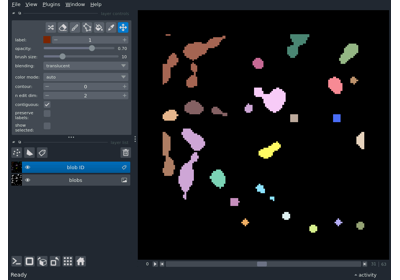 File View Plugins Window Help
label: 1
opacity: 0.70
brush size: 10
blending: translucent
color mode: auto
contour: 0
n edit dim: 2
contiguous:
preserve
labels:
show
selected:
blob ID
blobs
Ready
activity